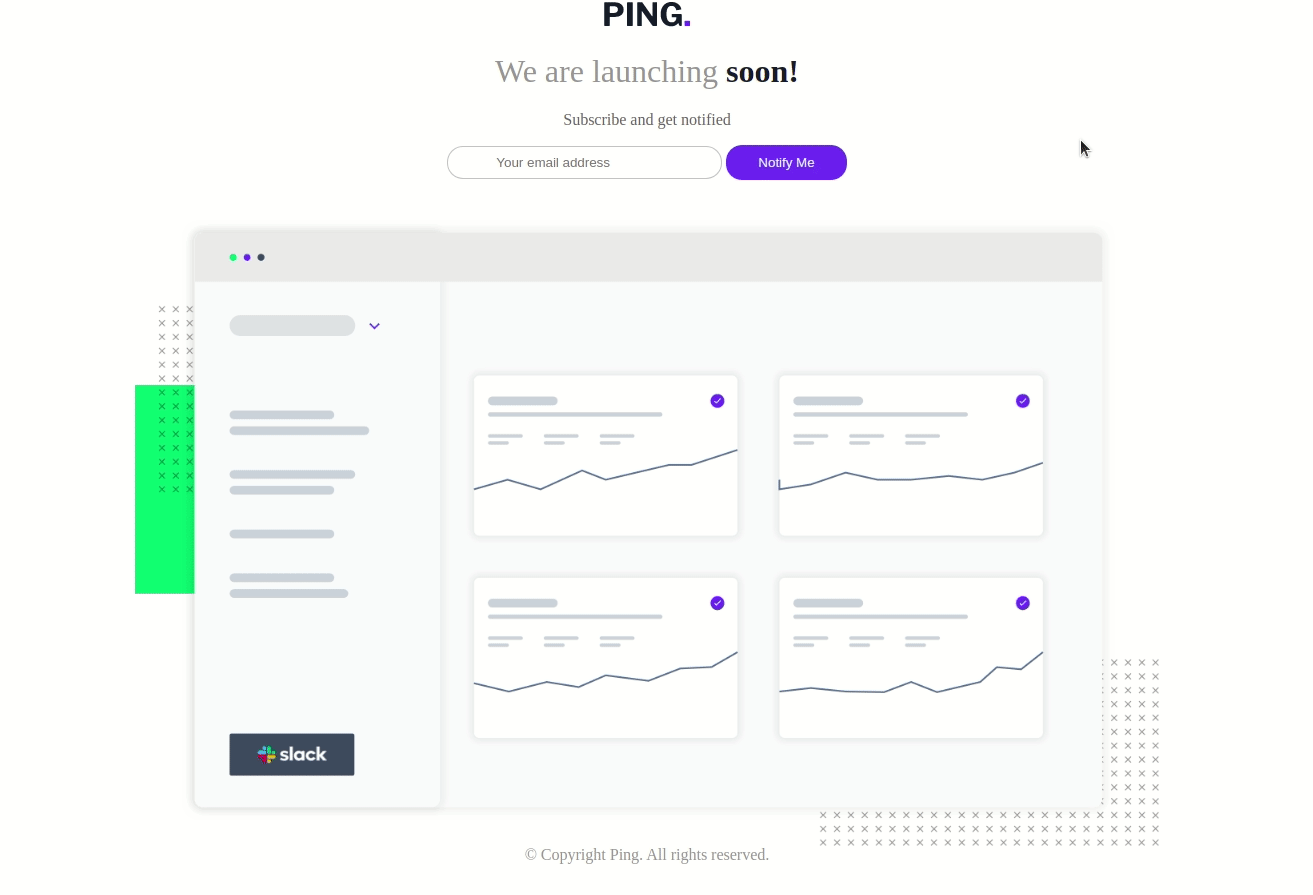 PING.
We are launching soon!
Subscribe and get notified
Your email address
Notify Me
slack
© Copyright Ping. All rights reserved.